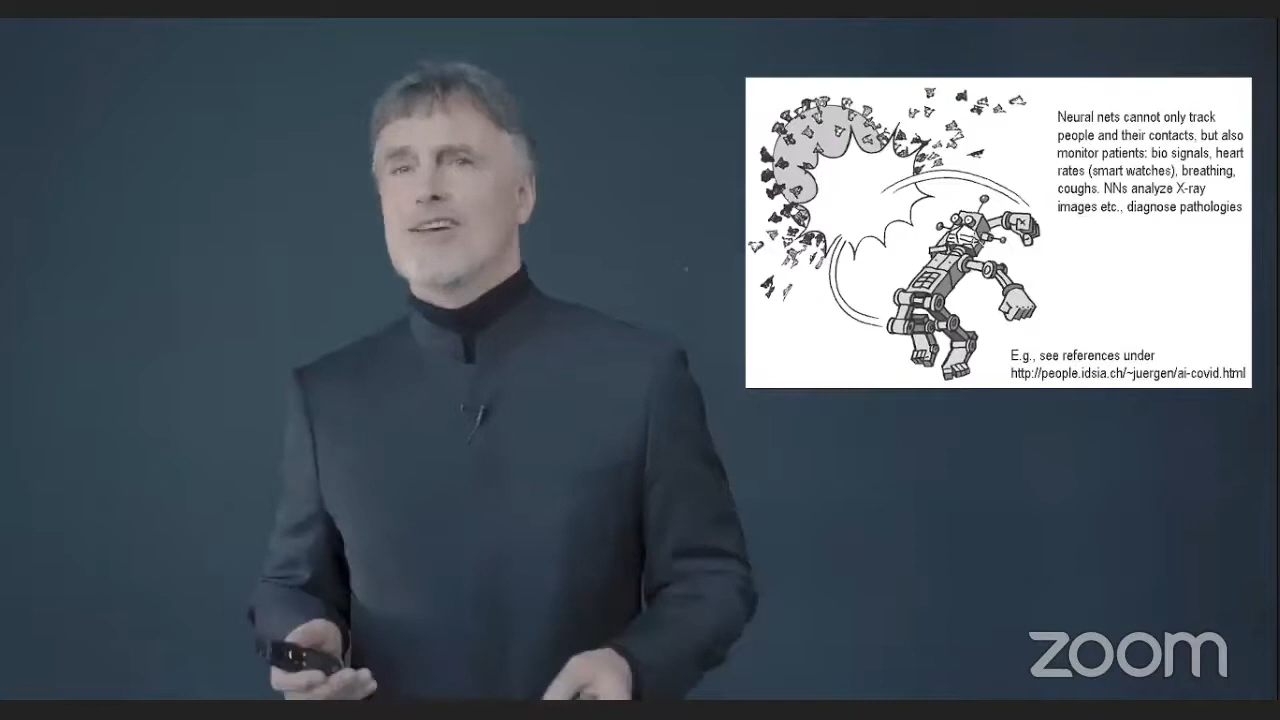 Neural nets cannot only track
people and their contacts, but also
monitor patients: bio signals, heart
rates (smart watches), breathing,
coughs. NNs analyze X-ray
images etc., diagnose pathologies
E.g., see references under
http://people.idsia.ch/~juergen/ai-covid.html
zoom